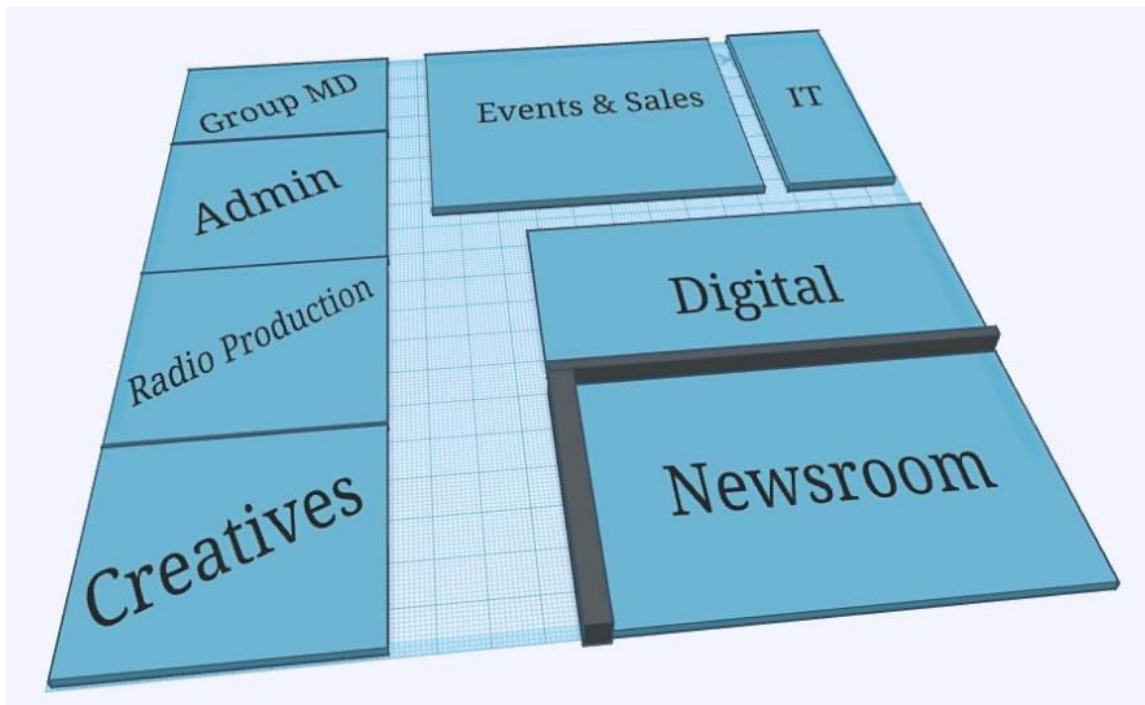 Group MD
Events & Sales
IT
Admin
Radio Production
Digital
Creatives
Newsroom